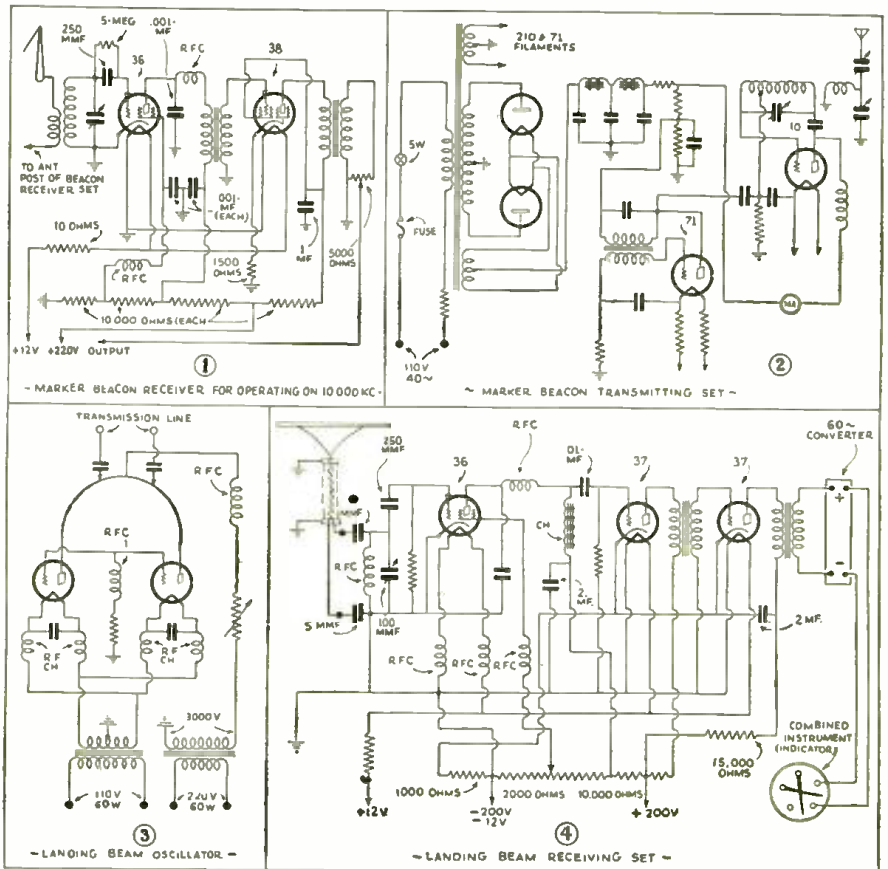 5-MEG
.001-
MF
250
MMF
RFC
36
38
TO ANT
POST OF BEACON
RECEIVER SET
.001-
MF
(EACH)
10 OHMS
RFC
1500
OHMS
1
MF
5000
OHMS
10,000 OHMS (EACH)
+12V +220V OUTPUT
1
- MARKER BEACON RECEIVER FOR OPERATING ON 10 000 KC -
210 & 71
FILAMENTS
5W
FUSE
110V
40~
10
71
MA
2
~ MARKER BEACON TRANSMITTING SET ~
TRANSMISSION LINE
RFC
RFC
RF
CH
RF
CH
3000V
110V
60W
220V
60W
3
- LANDING BEAM OSCILLATOR -
250
MMF
MMF
RFC
5 MMF
100
MMF
36
RFC
.01-
MF
CH
2
MF.
37
37
60~
CONVERTER
+
-
2 MF.
RFC
RFC
RFC
1000 OHMS
2000 OHMS
10,000 OHMS
15,000
OHMS
COMBINED
INSTRUMENT
(INDICATOR)
+12V
-200V
-12V
+200V
4
- LANDING BEAM RECEIVING SET -